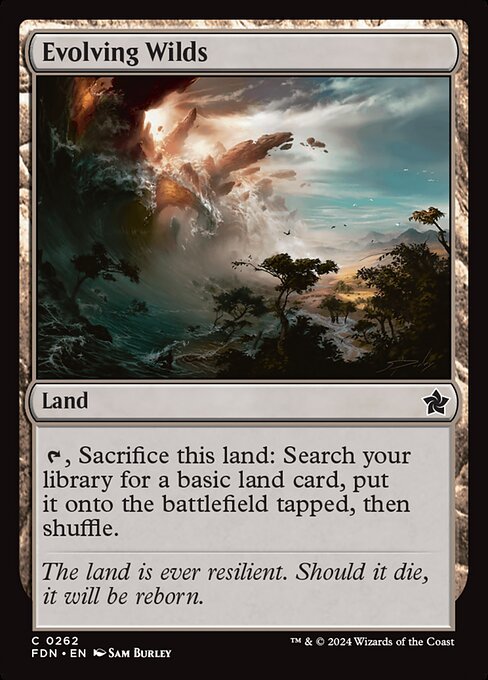 Evolving Wilds
Land
, Sacrifice this land: Search your
library for a basic land card, put
it onto the battlefield tapped, then
shuffle.
The land is ever resilient. Should it die,
it will be reborn.
C 0262
FDN • EN Sam Burley
™ & © 2024 Wizards of the Coast